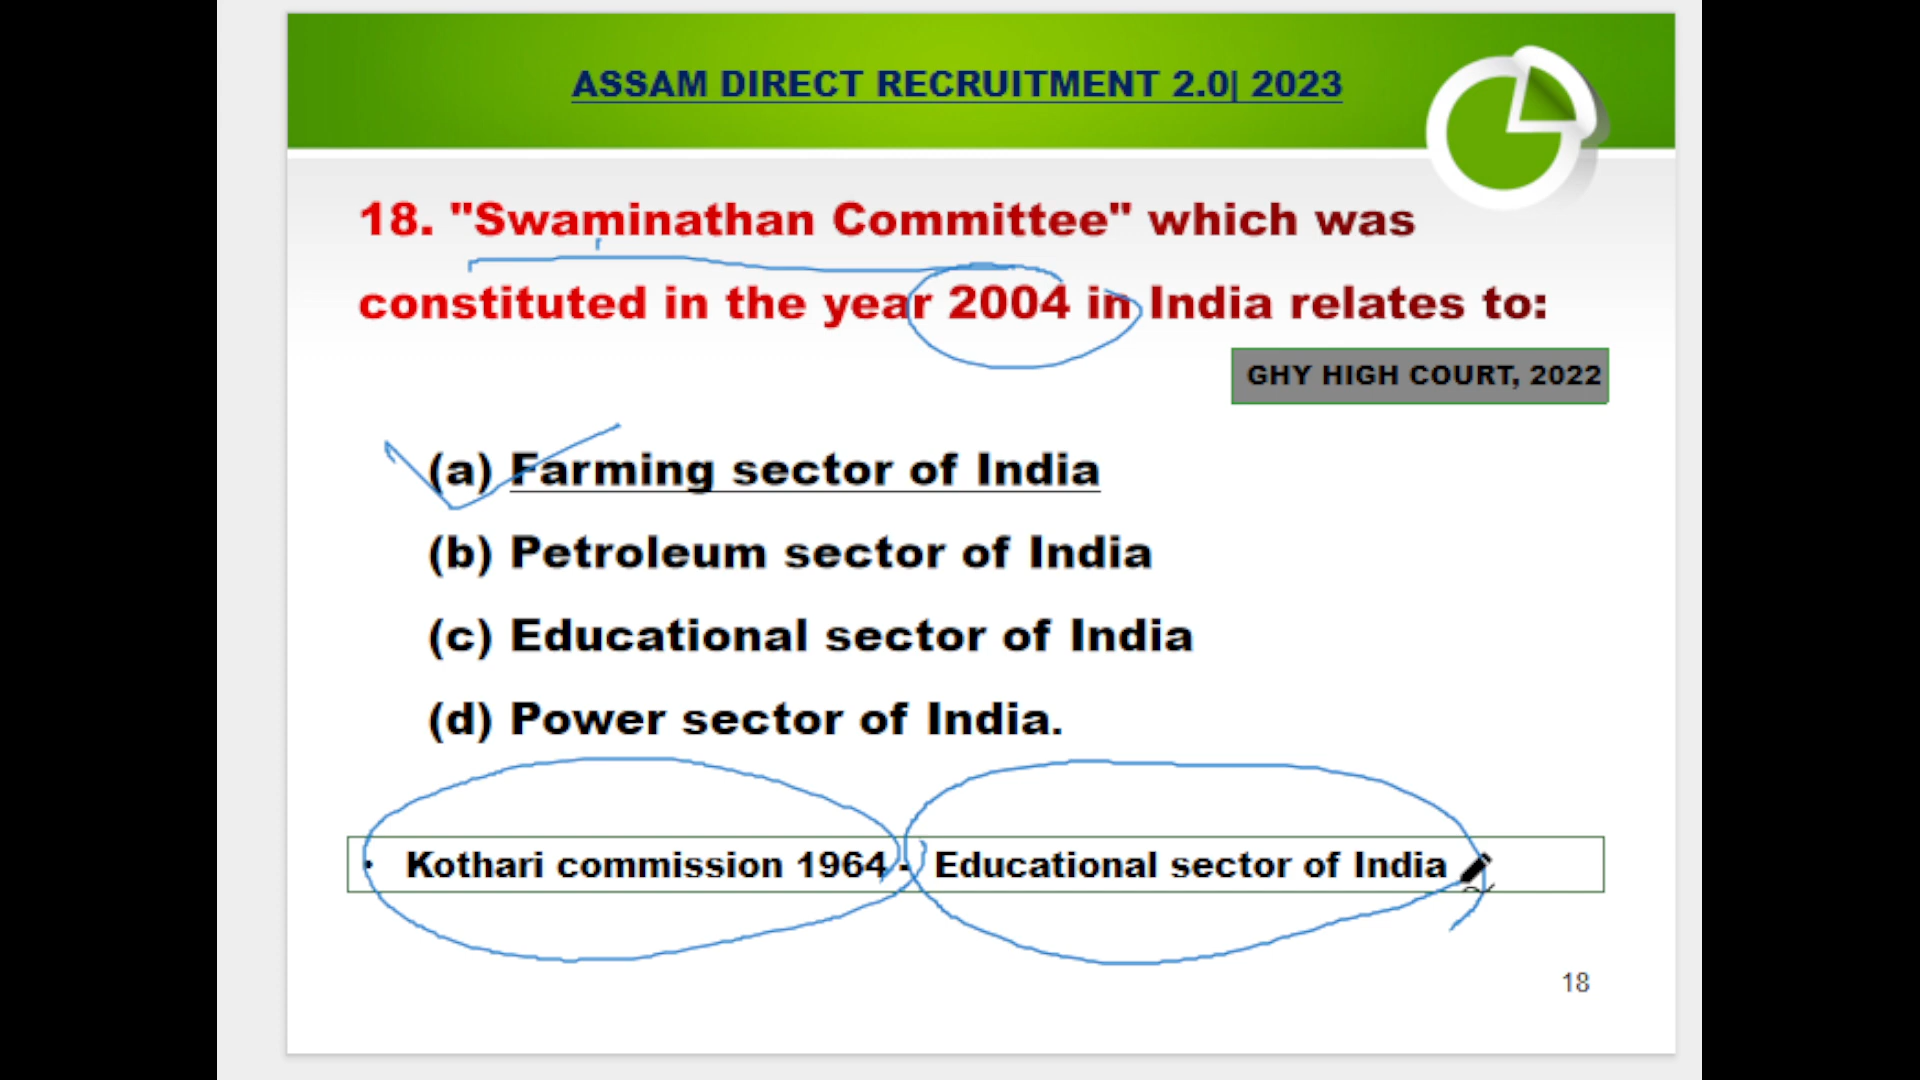 ASSAM DIRECT RECRUITMENT 2.0| 2023
18. "Swaminathan Committee" which was
constituted in the year 2004 in India relates to:
GHY HIGH COURT, 2022
(a) Farming sector of India
(b) Petroleum sector of India
(c) Educational sector of India
(d) Power sector of India.
• Kothari commission 1964 - Educational sector of India
18